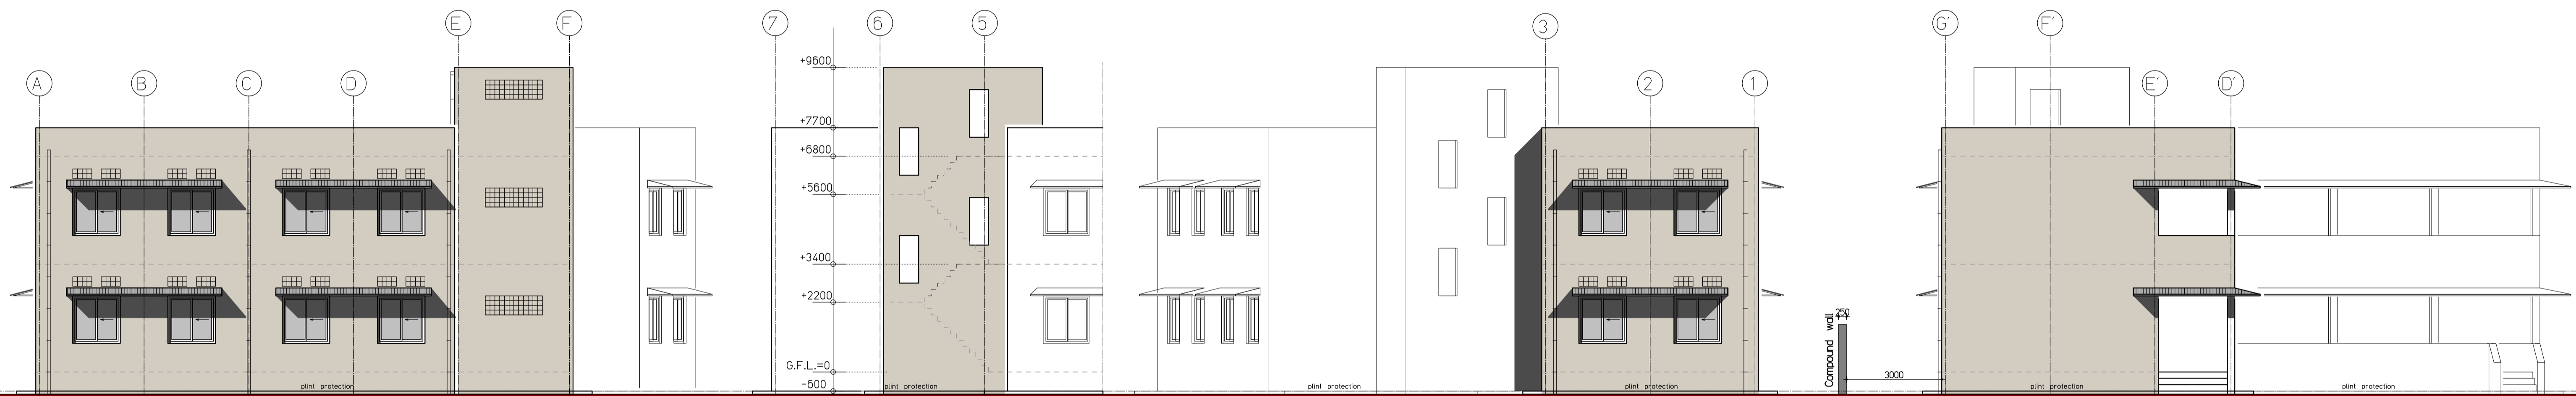 E
F
7
6
5
3
G'
F'
A
B
C
D
2
1
E'
D'
+9600
+7700
+6800
+5600
+3400
+2200
G.F.L.=0
-600
250
Compound wall
3000
plint protection
plint protection
plint protection
plint protection
plint protection
plint protection